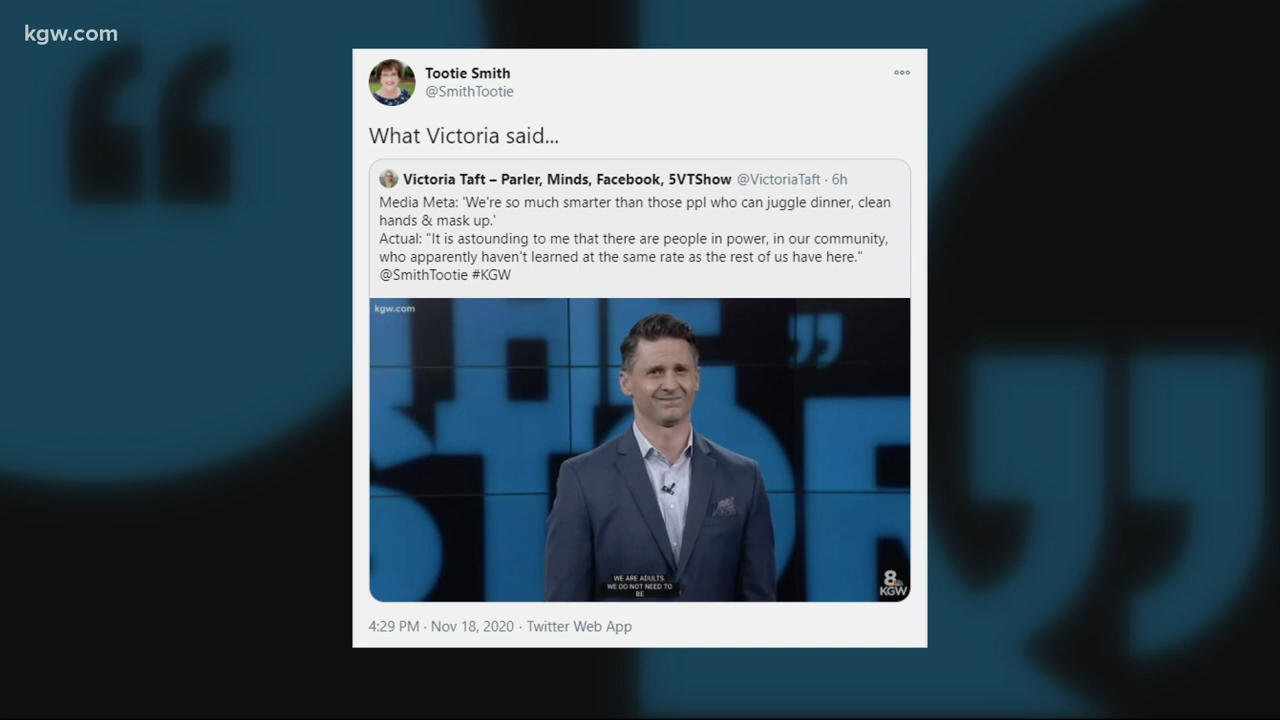 kgw.com
Tootie Smith
@SmithTootie
What Victoria said...
Victoria Taft – Parler, Minds, Facebook, 5VTShow @VictoriaTaft · 6h
Media Meta: 'We're so much smarter than those ppl who can juggle dinner, clean
hands & mask up.'
Actual: "It is astounding to me that there are people in power, in our community,
who apparently haven't learned at the same rate as the rest of us have here."
@SmithTootie #KGW
kgw.com
THE
STORY
WE ARE ADULTS
WE DO NOT NEED TO
BE
8
KGW
4:29 PM · Nov 18, 2020 · Twitter Web App